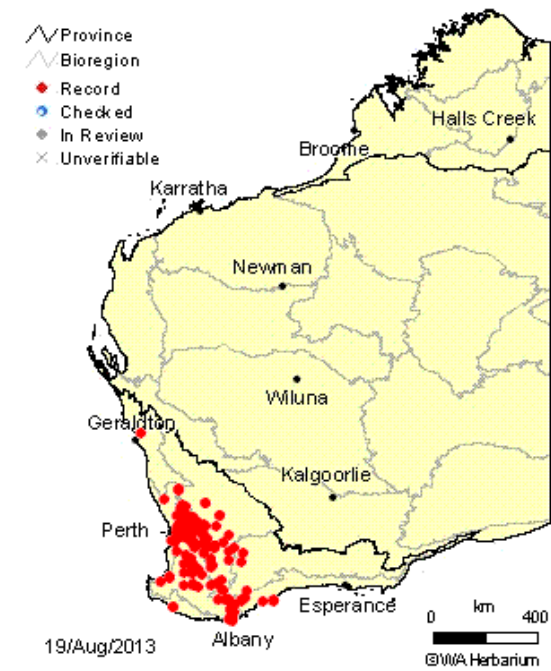 Province
Bioregion
Record
Checked
In Review
Unverifiable
Halls Creek
Broome
Karratha
Newman
Wiluna
Geraldton
Kalgoorlie
Perth
Esperance
Albany
0 km 400
19/Aug/2013
©WA Herbarium